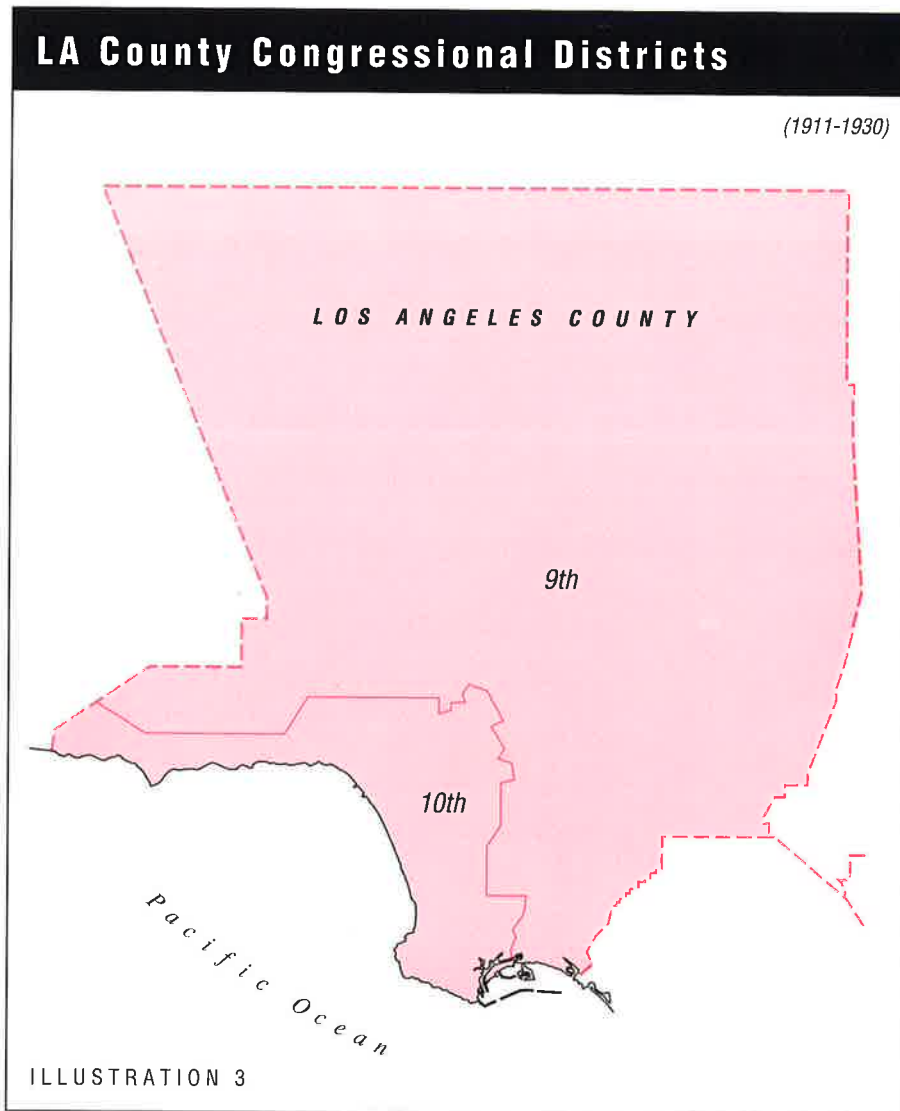 LA County Congressional Districts
(1911-1930)
LOS ANGELES COUNTY
9th
10th
Pacific Ocean
ILLUSTRATION 3